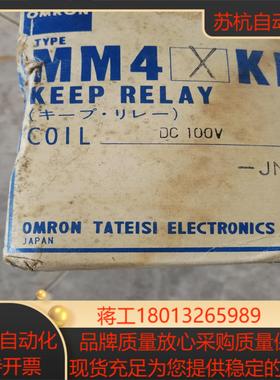 OMRON
苏杭自动
TYPE
MM4 X K
KEEP RELAY
(キープ・リレー)
COIL DC 100V
-JN
OMRON TATEISI ELECTRONICS
JAPAN
蒋工18013265989
自动化 品牌质量放心采购质量保
开票 现货充足为您提供稳定的